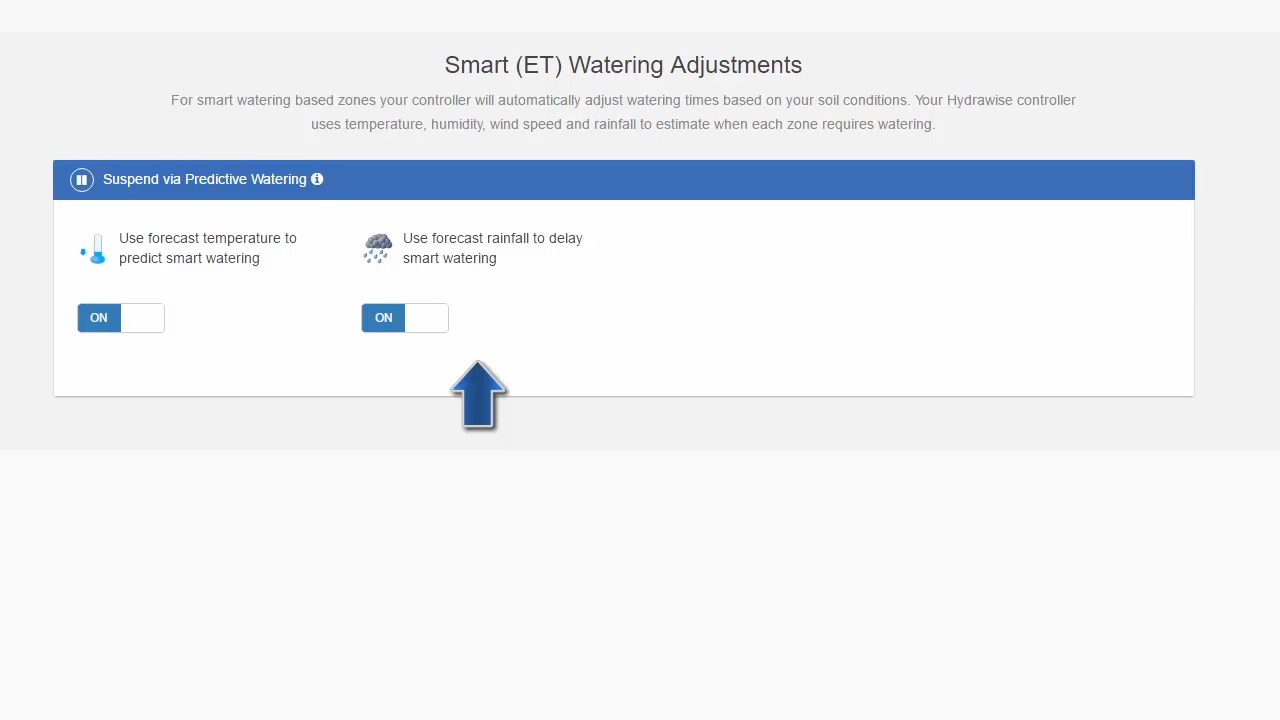 Smart (ET) Watering Adjustments
For smart watering based zones your controller will automatically adjust watering times based on your soil conditions. Your Hydrawise controller
uses temperature, humidity, wind speed and rainfall to estimate when each zone requires watering.
Suspend via Predictive Watering
Use forecast temperature to
predict smart watering
ON
Use forecast rainfall to delay
smart watering
ON